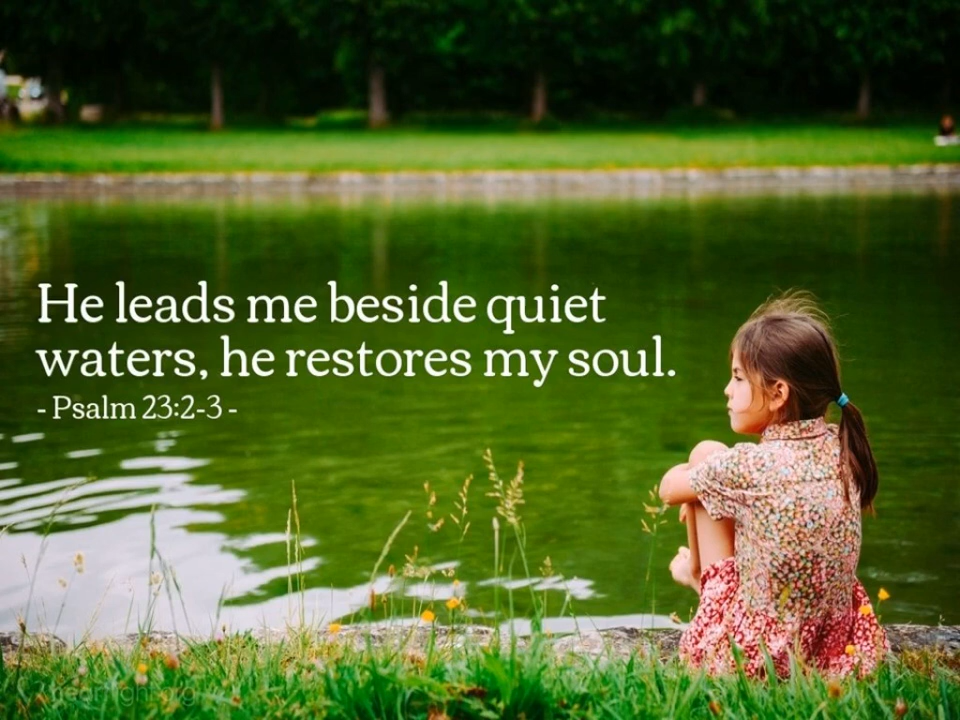 He leads me beside quiet
waters, he restores my soul.
- Psalm 23:2-3 -